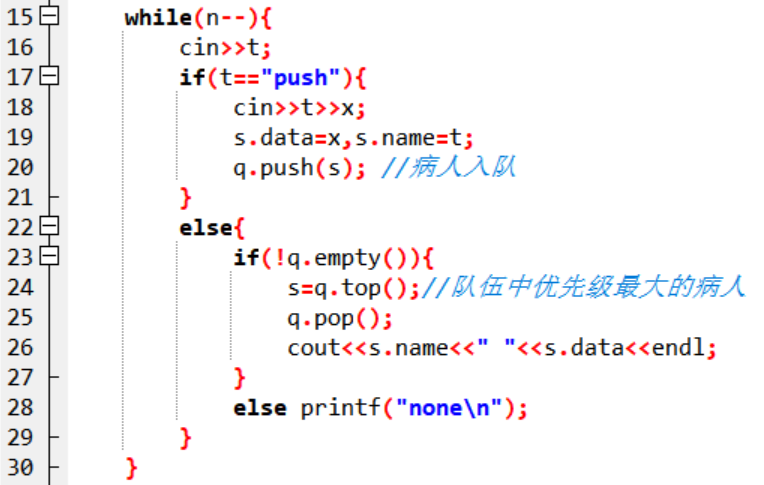 15 while(n--){
16 cin>>t;
17 if(t=="push"){
18 cin>>t>>x;
19 s.data=x,s.name=t;
20 q.push(s); //病人入队
21 }
22 else{
23 if(!q.empty()){
24 s=q.top();//队伍中优先级最大的病人
25 q.pop();
26 cout<<s.name<<" "<<s.data<<endl;
27 }
28 else printf("none\n");
29 }
30 }